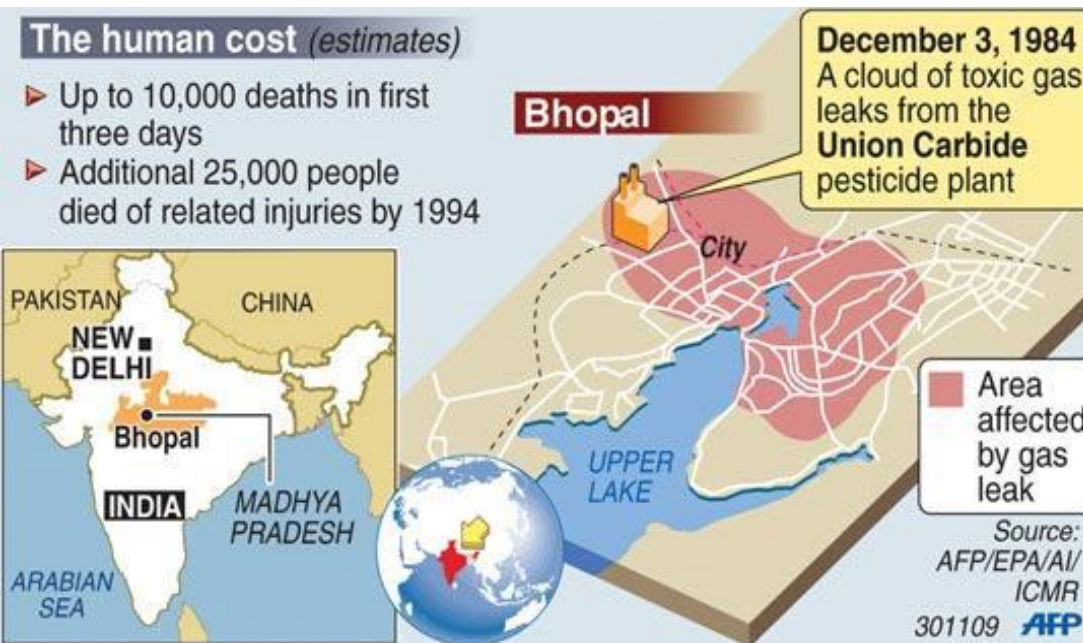 The human cost (estimates)
Up to 10,000 deaths in first
three days
Additional 25,000 people
died of related injuries by 1994
Bhopal
December 3, 1984
A cloud of toxic gas
leaks from the
Union Carbide
pesticide plant
City
UPPER
LAKE
Area
affected
by gas
leak
PAKISTAN
CHINA
NEW
DELHI
Bhopal
INDIA
MADHYA
PRADESH
ARABIAN
SEA
Source:
AFP/EPA/AI/
ICMR
301109 AFP